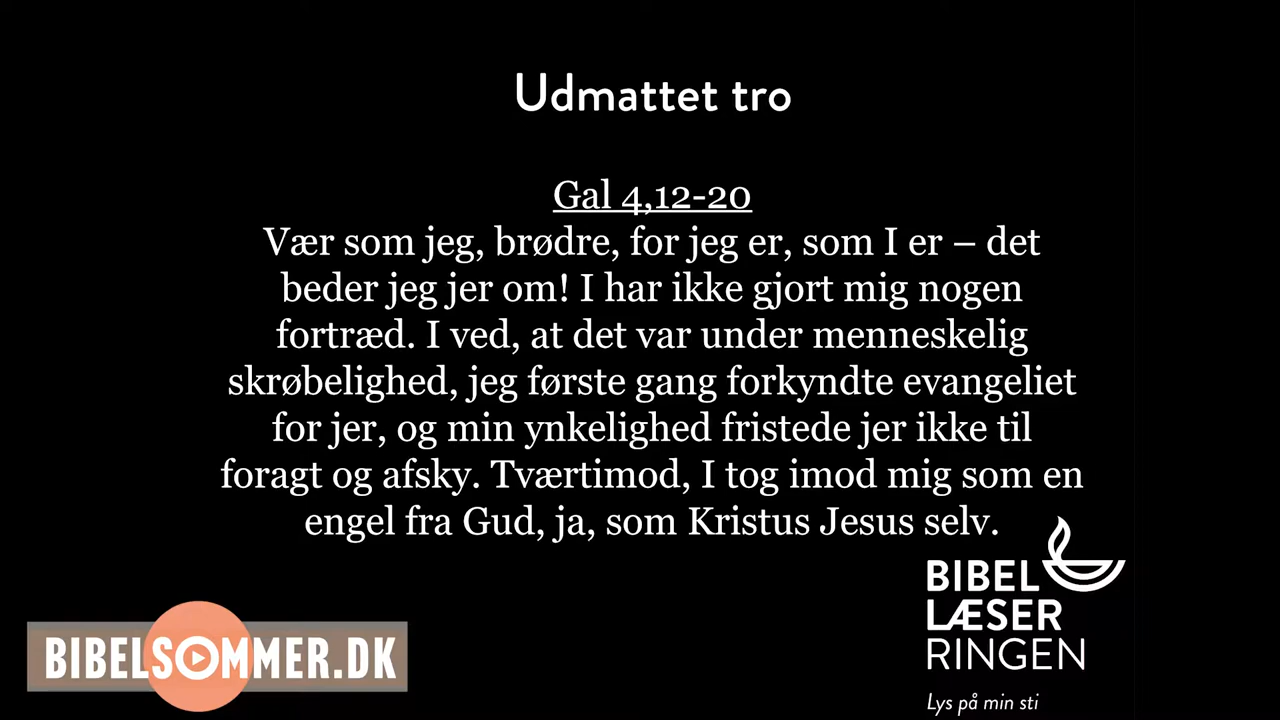 Udmattet tro
Gal 4,12-20
Vær som jeg, brødre, for jeg er, som I er – det
beder jeg jer om! I har ikke gjort mig nogen
fortræd. I ved, at det var under menneskelig
skrøbelighed, jeg første gang forkyndte evangeliet
for jer, og min ynkelighed fristede jer ikke til
foragt og afsky. Tværtimod, I tog imod mig som en
engel fra Gud, ja, som Kristus Jesus selv.
BIBEL
LÆSER
RINGEN
Lys på min sti
BIBELSOMMER.DK